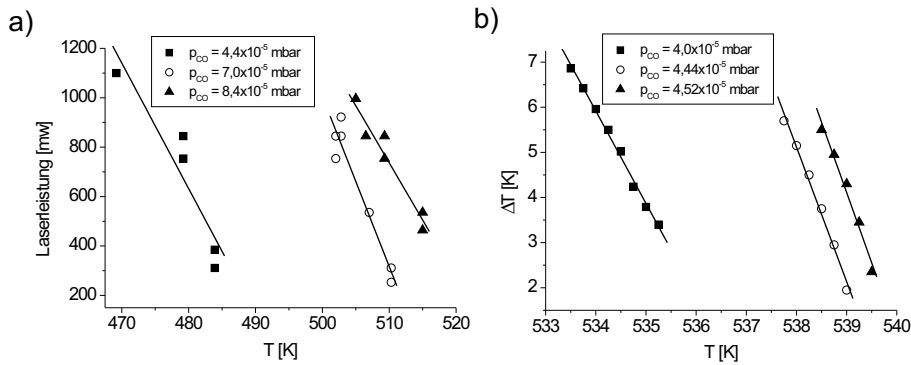 a)
p_CO = 4,4x10^-5 mbar
p_CO = 7,0x10^-5 mbar
p_CO = 8,4x10^-5 mbar
1200
1000
800
600
400
200
Laserleistung [mw]
470 480 490 500 510 520
T [K]
b)
p_CO = 4,0x10^-5 mbar
p_CO = 4,44x10^-5 mbar
p_CO = 4,52x10^-5 mbar
7
6
5
4
3
2
ΔT [K]
533 534 535 536 537 538 539 540
T [K]